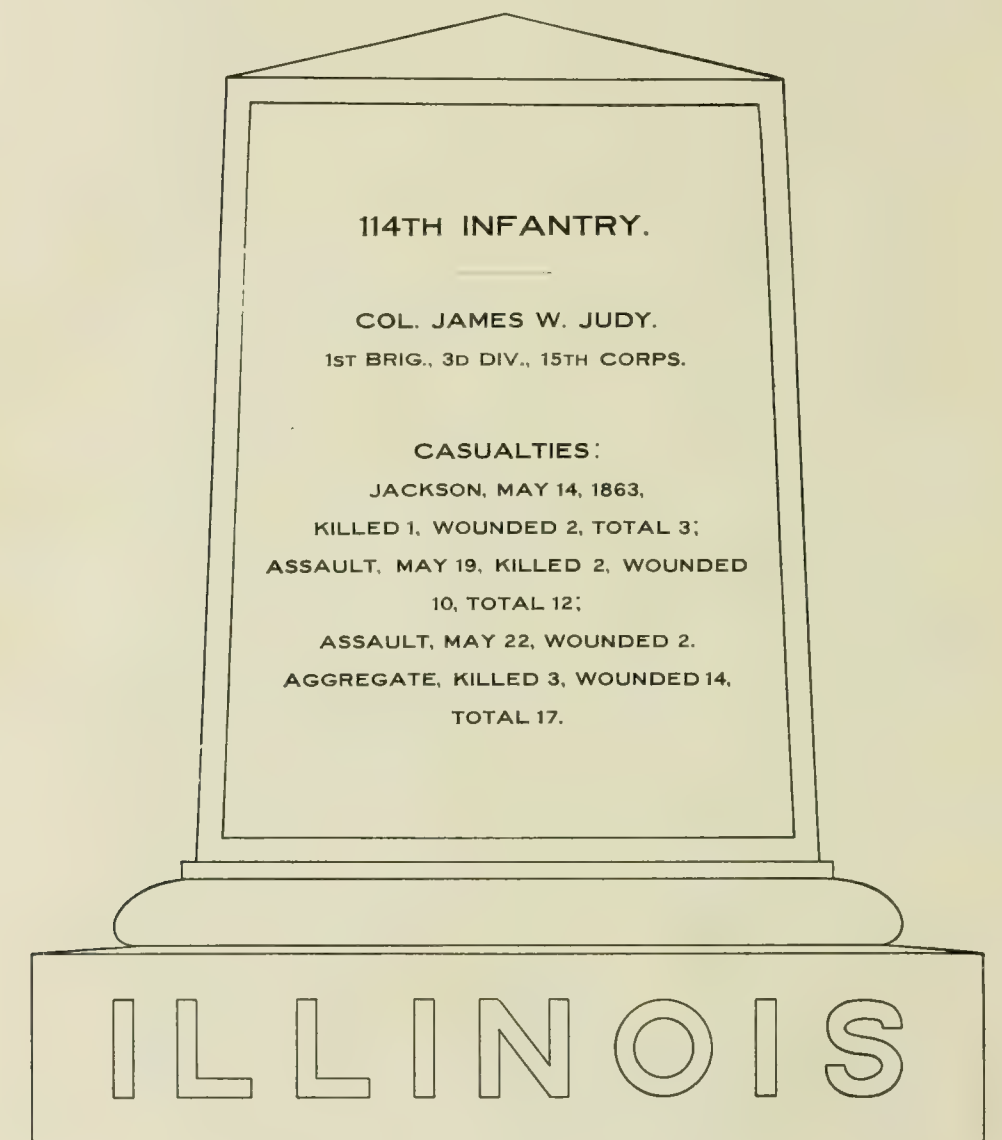 114TH INFANTRY.
COL. JAMES W. JUDY.
1ST BRIG., 3D DIV., 15TH CORPS.
CASUALTIES:
JACKSON, MAY 14, 1863,
KILLED 1, WOUNDED 2, TOTAL 3;
ASSAULT, MAY 19, KILLED 2, WOUNDED
10, TOTAL 12;
ASSAULT, MAY 22, WOUNDED 2.
AGGREGATE, KILLED 3, WOUNDED 14,
TOTAL 17.
ILLINOIS